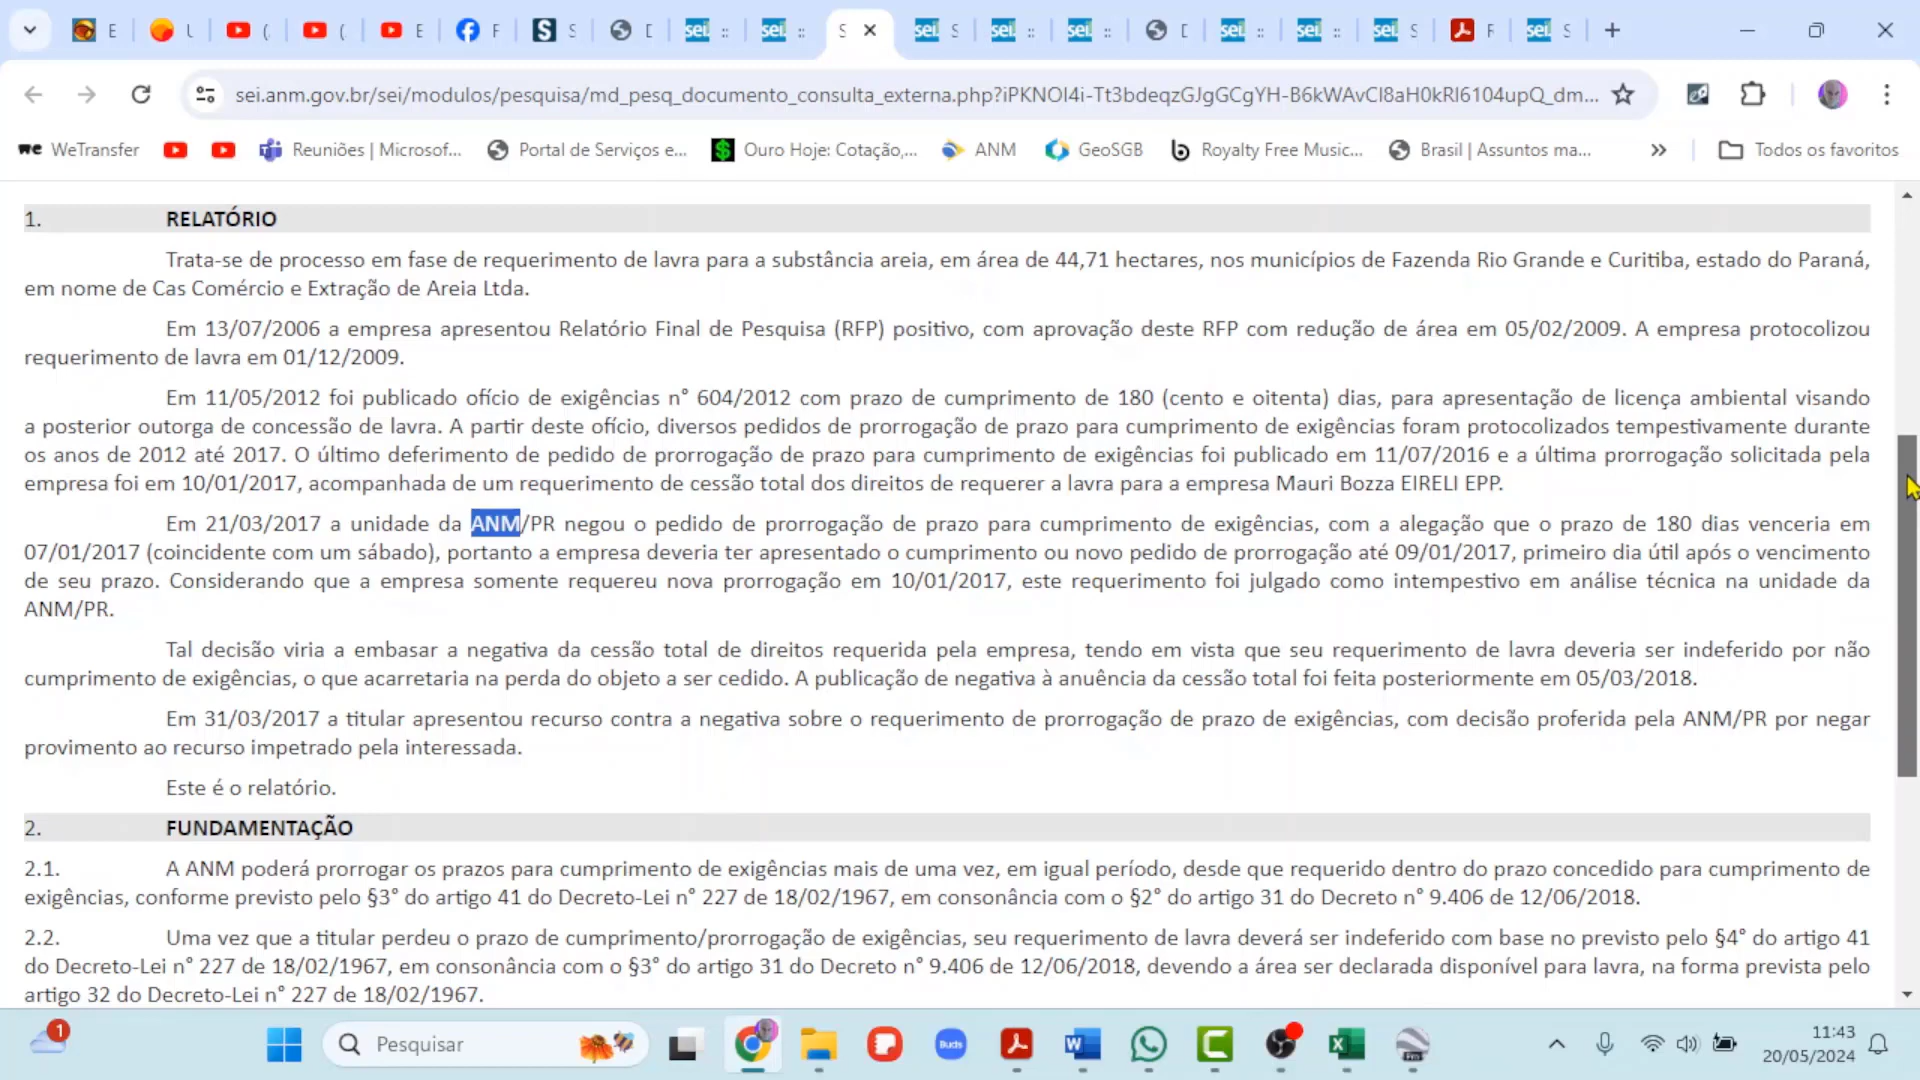 E
U
(
(
E
F
S
D
::
::
S
S
::
::
D
::
::
S
R
S
sei.anm.gov.br/sei/modulos/pesquisa/md_pesq_documento_consulta_externa.php?iPKNOI4i-Tt3bdeqzGJgGCgYH-B6kWAvCl8aH0kRl6104upQ_dm...
WeTransfer
Reuniões | Microsof...
Portal de Serviços e...
Ouro Hoje: Cotação,...
ANM
GeoSGB
Royalty Free Music...
Brasil | Assuntos ma...
Todos os favoritos
1. RELATÓRIO
Trata-se de processo em fase de requerimento de lavra para a substância areia, em área de 44,71 hectares, nos municípios de Fazenda Rio Grande e Curitiba, estado do Paraná,
em nome de Cas Comércio e Extração de Areia Ltda.
Em 13/07/2006 a empresa apresentou Relatório Final de Pesquisa (RFP) positivo, com aprovação deste RFP com redução de área em 05/02/2009. A empresa protocolizou
requerimento de lavra em 01/12/2009.
Em 11/05/2012 foi publicado ofício de exigências n° 604/2012 com prazo de cumprimento de 180 (cento e oitenta) dias, para apresentação de licença ambiental visando
a posterior outorga de concessão de lavra. A partir deste ofício, diversos pedidos de prorrogação de prazo para cumprimento de exigências foram protocolizados tempestivamente durante
os anos de 2012 até 2017. O último deferimento de pedido de prorrogação de prazo para cumprimento de exigências foi publicado em 11/07/2016 e a última prorrogação solicitada pela
empresa foi em 10/01/2017, acompanhada de um requerimento de cessão total dos direitos de requerer a lavra para a empresa Mauri Bozza EIRELI EPP.
Em 21/03/2017 a unidade da ANM/PR negou o pedido de prorrogação de prazo para cumprimento de exigências, com a alegação que o prazo de 180 dias venceria em
07/01/2017 (coincidente com um sábado), portanto a empresa deveria ter apresentado o cumprimento ou novo pedido de prorrogação até 09/01/2017, primeiro dia útil após o vencimento
de seu prazo. Considerando que a empresa somente requereu nova prorrogação em 10/01/2017, este requerimento foi julgado como intempestivo em análise técnica na unidade da
ANM/PR.
Tal decisão viria a embasar a negativa da cessão total de direitos requerida pela empresa, tendo em vista que seu requerimento de lavra deveria ser indeferido por não
cumprimento de exigências, o que acarretaria na perda do objeto a ser cedido. A publicação de negativa à anuência da cessão total foi feita posteriormente em 05/03/2018.
Em 31/03/2017 a titular apresentou recurso contra a negativa sobre o requerimento de prorrogação de prazo de exigências, com decisão proferida pela ANM/PR por negar
provimento ao recurso impetrado pela interessada.
Este é o relatório.
2. FUNDAMENTAÇÃO
2.1. A ANM poderá prorrogar os prazos para cumprimento de exigências mais de uma vez, em igual período, desde que requerido dentro do prazo concedido para cumprimento de
exigências, conforme previsto pelo §3° do artigo 41 do Decreto-Lei n° 227 de 18/02/1967, em consonância com o §2° do artigo 31 do Decreto n° 9.406 de 12/06/2018.
2.2. Uma vez que a titular perdeu o prazo de cumprimento/prorrogação de exigências, seu requerimento de lavra deverá ser indeferido com base no previsto pelo §4° do artigo 41
do Decreto-Lei n° 227 de 18/02/1967, em consonância com o §3° do artigo 31 do Decreto n° 9.406 de 12/06/2018, devendo a área ser declarada disponível para lavra, na forma prevista pelo
artigo 32 do Decreto-Lei n° 227 de 18/02/1967.
1
Pesquisar
Buds
11:43
20/05/2024